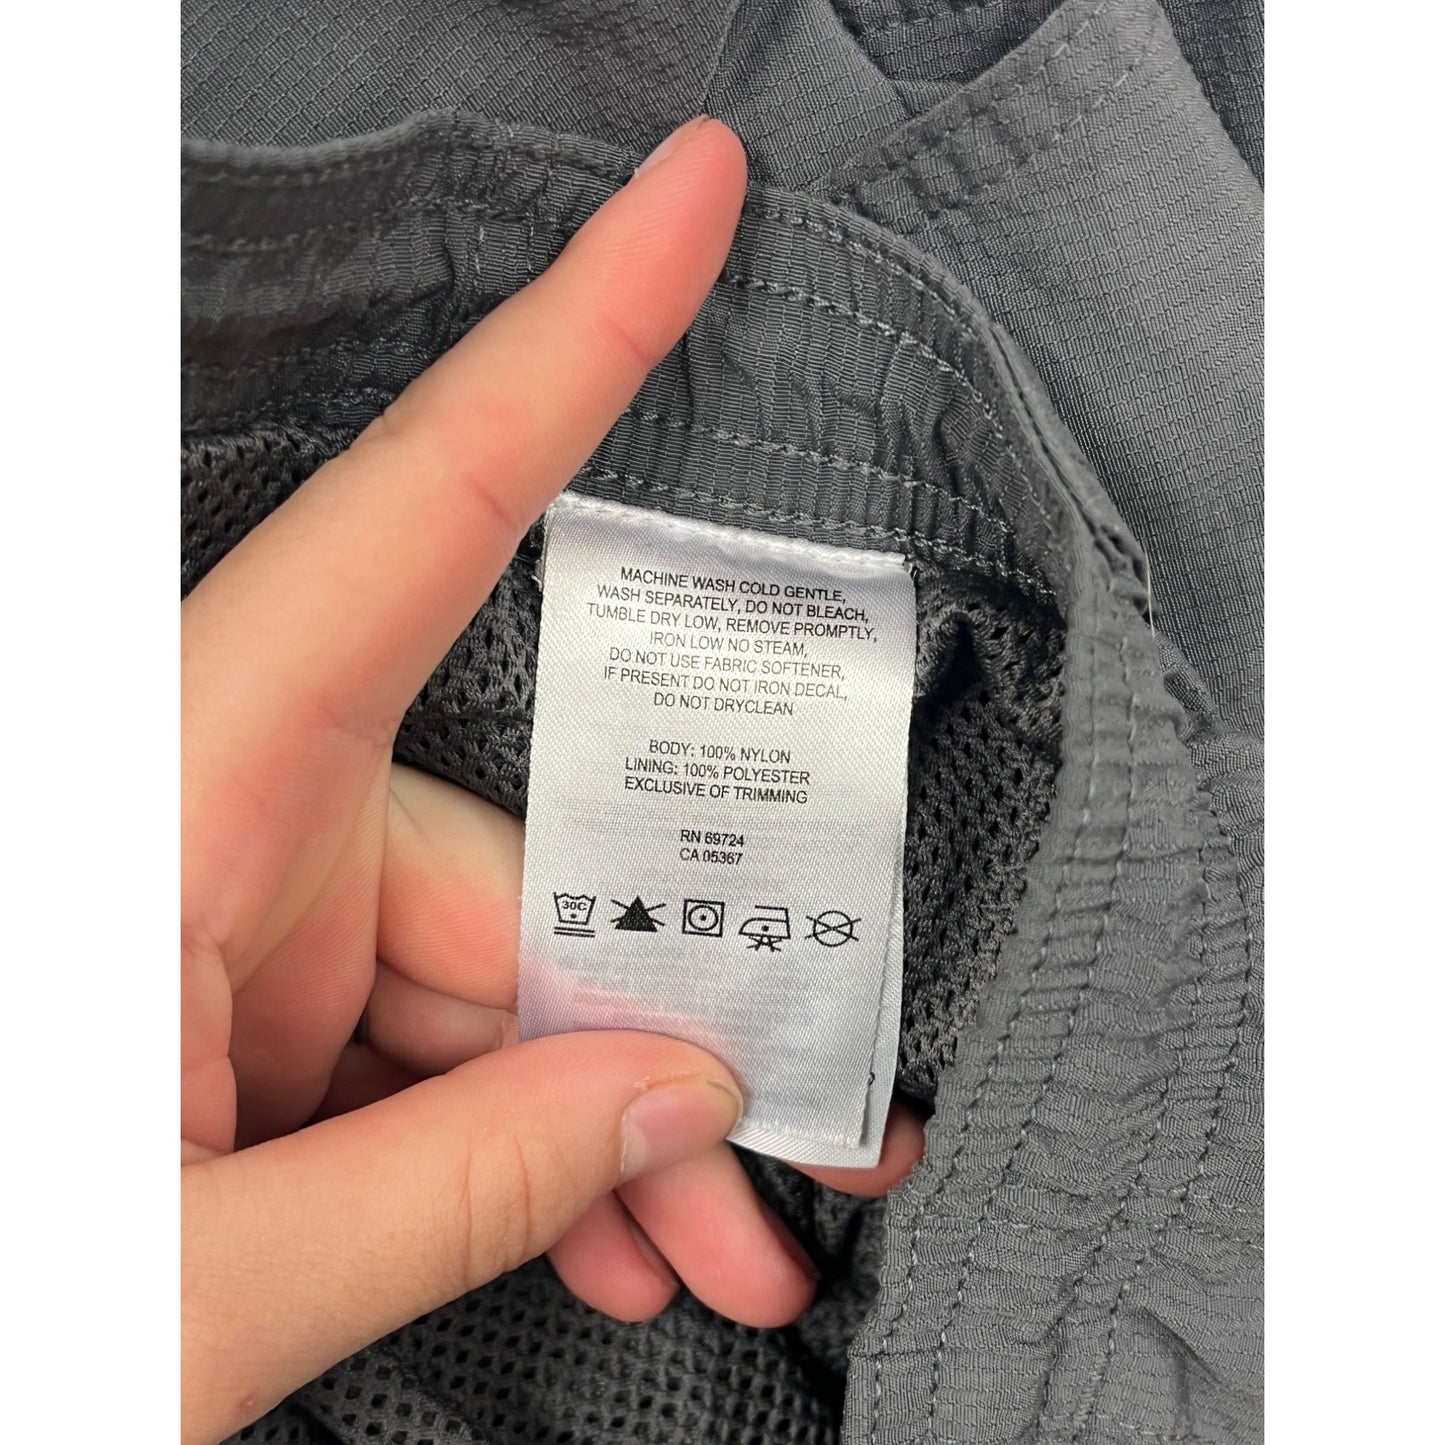 MACHINE WASH COLD GENTLE,
WASH SEPARATELY, DO NOT BLEACH,
TUMBLE DRY LOW, REMOVE PROMPTLY,
IRON LOW NO STEAM,
DO NOT USE FABRIC SOFTENER,
IF PRESENT DO NOT IRON DECAL,
DO NOT DRYCLEAN
BODY: 100% NYLON
LINING: 100% POLYESTER
EXCLUSIVE OF TRIMMING
RN 69724
CA 05367
30C